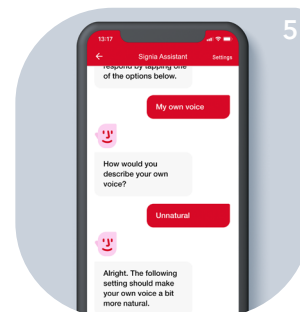 5
13:17
Signia Assistant Settings
respond by tapping one
of the options below.
My own voice
How would you
describe your own
voice?
Unnatural
Alright. The following
setting should make
your own voice a bit
more natural.